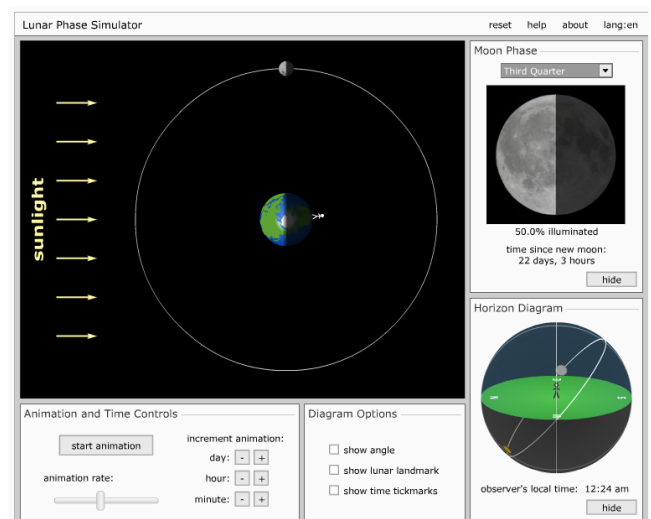 Lunar Phase Simulator
reset help about lang:en
sunlight
Moon Phase
Third Quarter
50.0% illuminated
time since new moon:
22 days, 3 hours
hide
Horizon Diagram
observer's local time: 12:24 am
hide
Animation and Time Controls
start animation
animation rate:
increment animation:
day: - +
hour: - +
minute: - +
Diagram Options
show angle
show lunar landmark
show time tickmarks